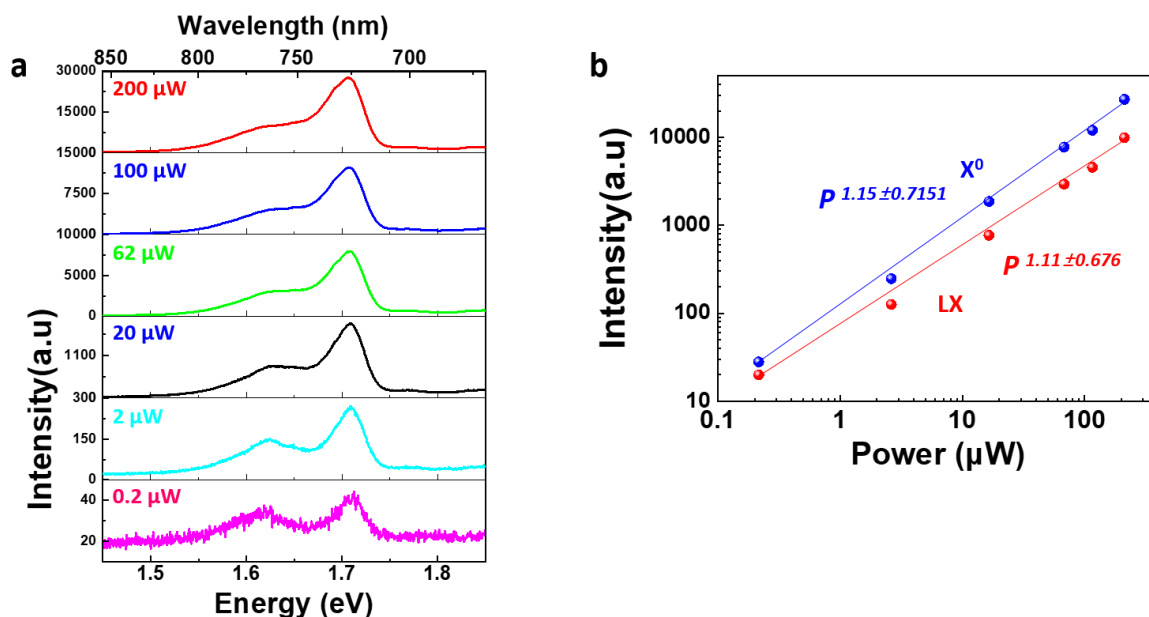 Wavelength (nm)
850 800 750 700
a
Intensity(a.u)
30000
15000
15000
200 µW
7500
10000
100 µW
5000
0
62 µW
1100
300
20 µW
150
0
2 µW
40
20
0.2 µW
1.5 1.6 1.7 1.8
Energy (eV)
b
Intensity(a.u)
10000
1000
100
10
X⁰
P 1.15±0.7151
P 1.11±0.676
LX
0.1 1 10 100
Power (µW)